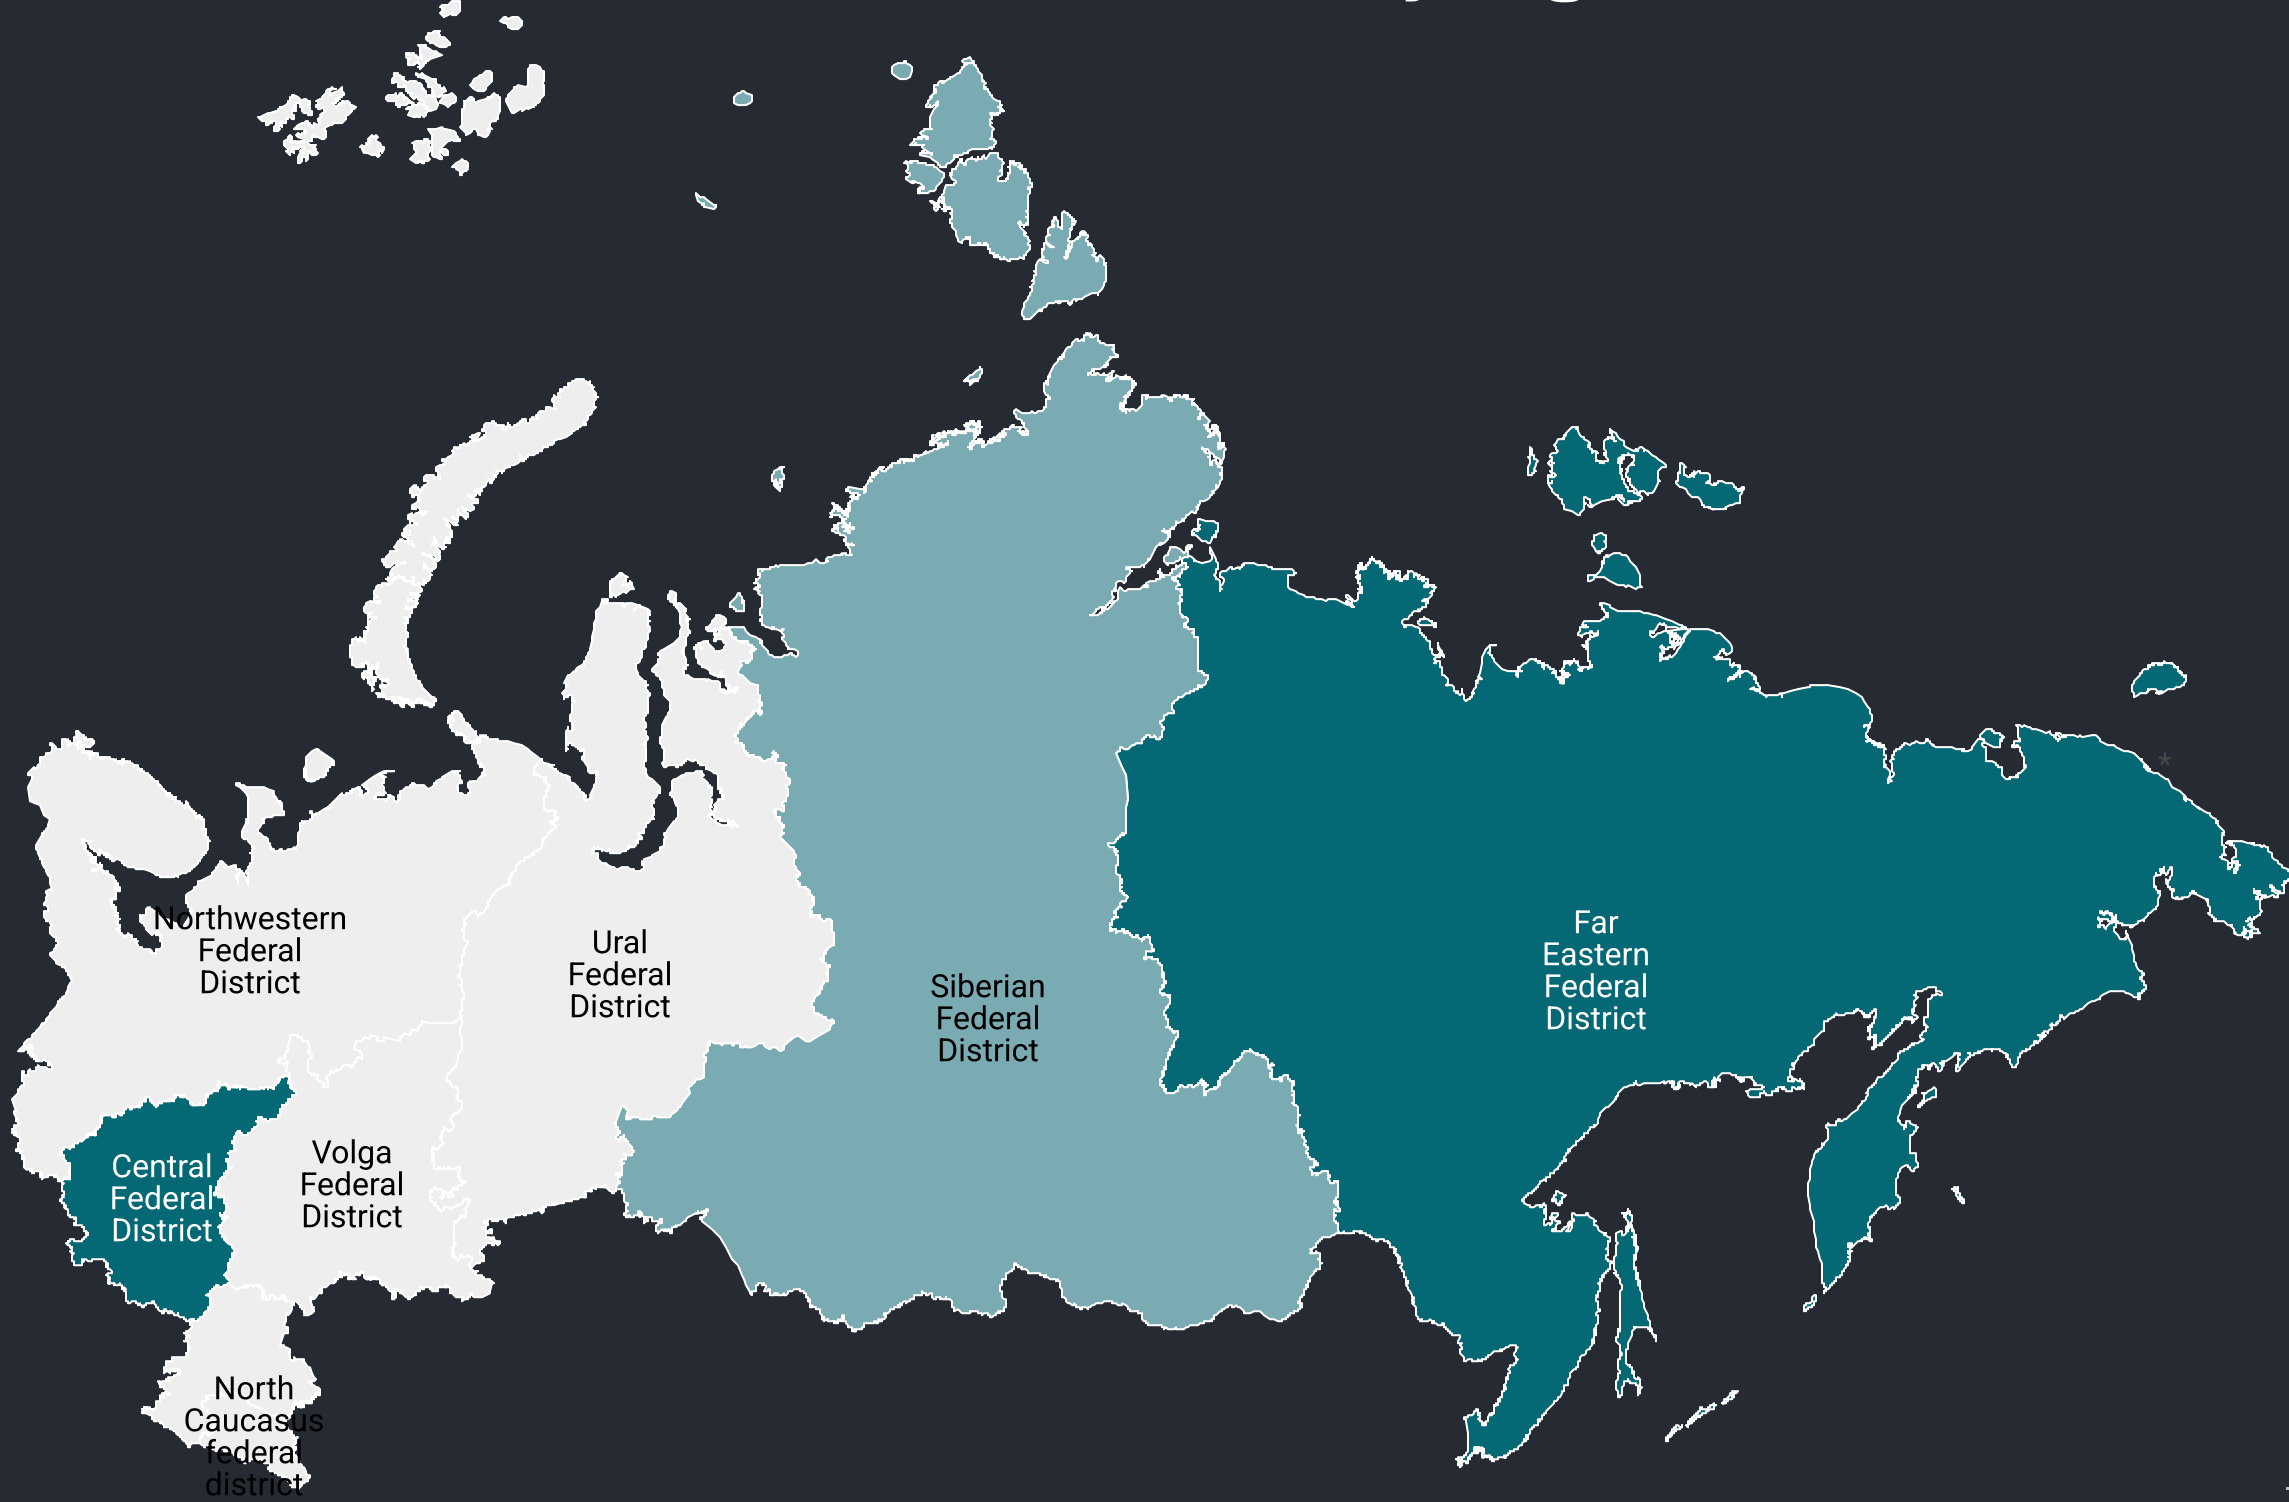 Northwestern
Federal
District
Ural
Federal
District
Siberian
Federal
District
Far
Eastern
Federal
District
*
Central
Federal
District
Volga
Federal
District
North
Caucasus
federal
district